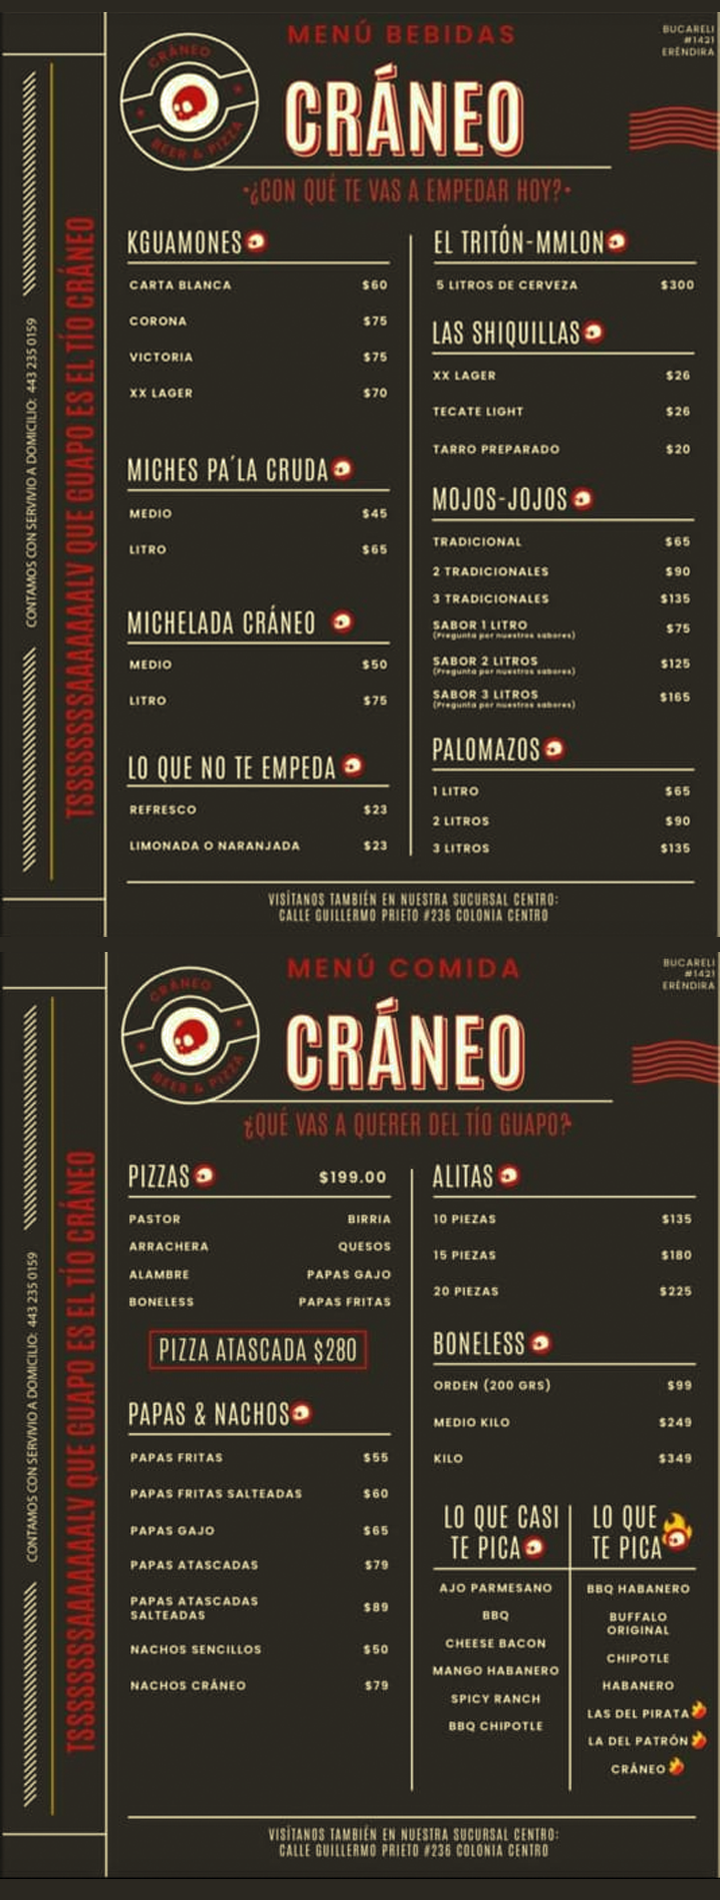 MENÚ BEBIDAS
BUCARELI
#1421
ERÉNDIRA
CRÁNEO
BEER & PIZZA
CRÁNEO
•¿CON QUÉ TE VAS A EMPEDAR HOY?•
CONTAMOS CON SERVIVIO A DOMICILIO: 443 235 0159
TSSSSSSSSAAAAAAALV QUE GUAPO ES EL TÍO CRÁNEO
KGUAMONES
CARTA BLANCA $60
CORONA $75
VICTORIA $75
XX LAGER $70
MICHES PA´LA CRUDA
MEDIO $45
LITRO $65
MICHELADA CRÁNEO
MEDIO $50
LITRO $75
LO QUE NO TE EMPEDA
REFRESCO $23
LIMONADA O NARANJADA $23
EL TRITÓN-MMLON
5 LITROS DE CERVEZA $300
LAS SHIQUILLAS
XX LAGER $26
TECATE LIGHT $26
TARRO PREPARADO $20
MOJOS-JOJOS
TRADICIONAL $65
2 TRADICIONALES $90
3 TRADICIONALES $135
SABOR 1 LITRO $75
(Pregunta por nuestros sabores)
SABOR 2 LITROS $125
(Pregunta por nuestros sabores)
SABOR 3 LITROS $165
(Pregunta por nuestros sabores)
PALOMAZOS
1 LITRO $65
2 LITROS $90
3 LITROS $135
VISÍTANOS TAMBIÉN EN NUESTRA SUCURSAL CENTRO:
CALLE GUILLERMO PRIETO #236 COLONIA CENTRO
MENÚ COMIDA
BUCARELI
#1421
ERÉNDIRA
CRÁNEO
BEER & PIZZA
CRÁNEO
¿QUÉ VAS A QUERER DEL TÍO GUAPO?
CONTAMOS CON SERVIVIO A DOMICILIO: 443 235 0159
TSSSSSSSSAAAAAAALV QUE GUAPO ES EL TÍO CRÁNEO
PIZZAS $199.00
PASTOR BIRRIA
ARRACHERA QUESOS
ALAMBRE PAPAS GAJO
BONELESS PAPAS FRITAS
PIZZA ATASCADA $280
PAPAS & NACHOS
PAPAS FRITAS $55
PAPAS FRITAS SALTEADAS $60
PAPAS GAJO $65
PAPAS ATASCADAS $79
PAPAS ATASCADAS
SALTEADAS $89
NACHOS SENCILLOS $50
NACHOS CRÁNEO $79
ALITAS
10 PIEZAS $135
15 PIEZAS $180
20 PIEZAS $225
BONELESS
ORDEN (200 GRS) $99
MEDIO KILO $249
KILO $349
LO QUE CASI
TE PICA
AJO PARMESANO
BBQ
CHEESE BACON
MANGO HABANERO
SPICY RANCH
BBQ CHIPOTLE
LO QUE
TE PICA
BBQ HABANERO
BUFFALO
ORIGINAL
CHIPOTLE
HABANERO
LAS DEL PIRATA
LA DEL PATRÓN
CRÁNEO
VISÍTANOS TAMBIÉN EN NUESTRA SUCURSAL CENTRO:
CALLE GUILLERMO PRIETO #236 COLONIA CENTRO